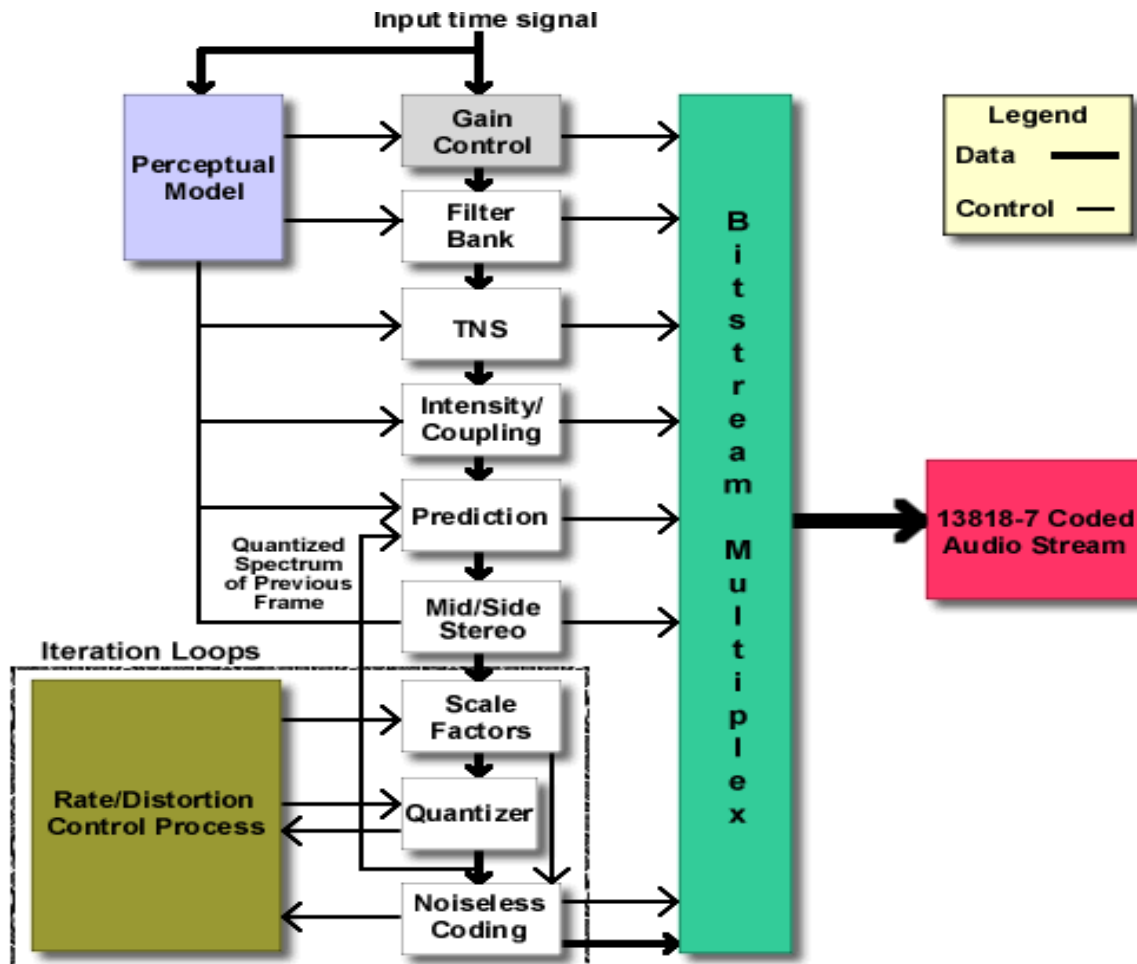 Input time signal
Perceptual
Model
Gain
Control
Filter
Bank
TNS
Intensity/
Coupling
Prediction
Quantized
Spectrum
of Previous
Frame
Mid/Side
Stereo
Iteration Loops
Scale
Factors
Rate/Distortion
Control Process
Quantizer
Noiseless
Coding
Bitstream Multiplex
Legend
Data
Control
13818-7 Coded
Audio Stream